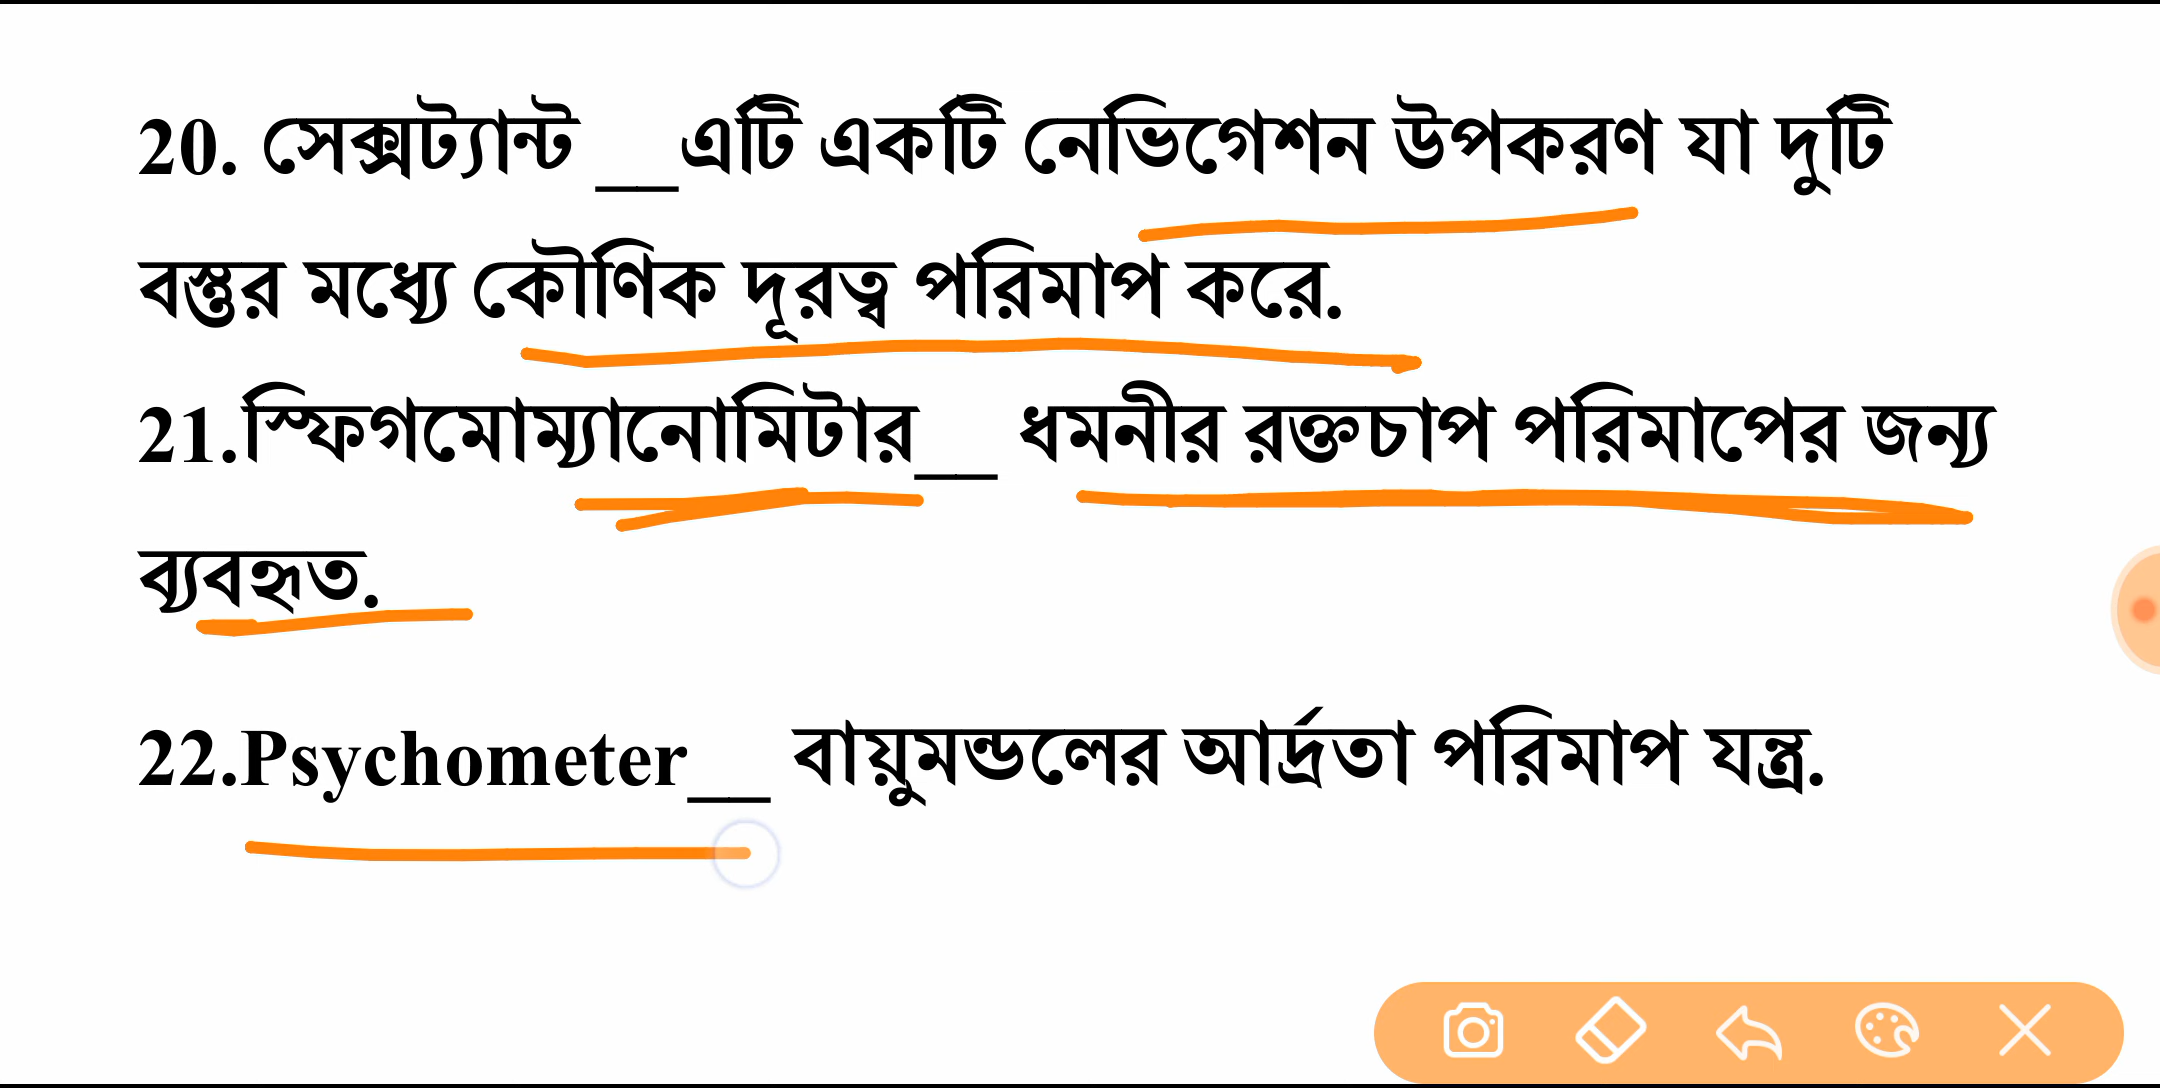 20. সেক্সট্যান্ট __এটি একটি নেভিগেশন উপকরণ যা দুটি
বস্তুর মধ্যে কৌণিক দূরত্ব পরিমাপ করে.
21.স্ফিগমোম্যানোমিটার__ ধমনীর রক্তচাপ পরিমাপের জন্য
ব্যবহৃত.
22.Psychometer__ বায়ুমন্ডলের আর্দ্রতা পরিমাপ যন্ত্র.